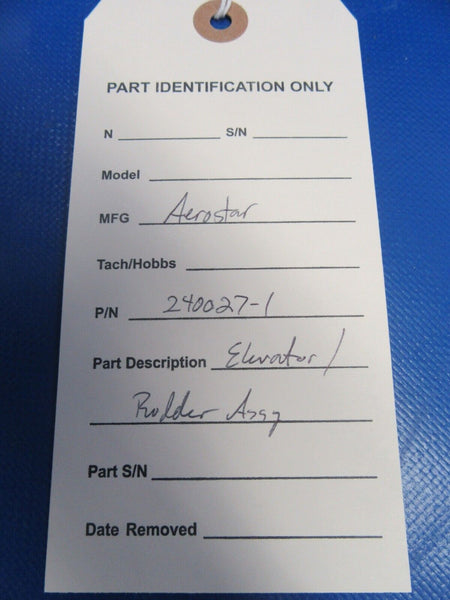 PART IDENTIFICATION ONLY
N S/N
Model
MFG Aerostar
Tach/Hobbs
P/N 240027-1
Part Description Elevator/
Rudder Assy
Part S/N
Date Removed